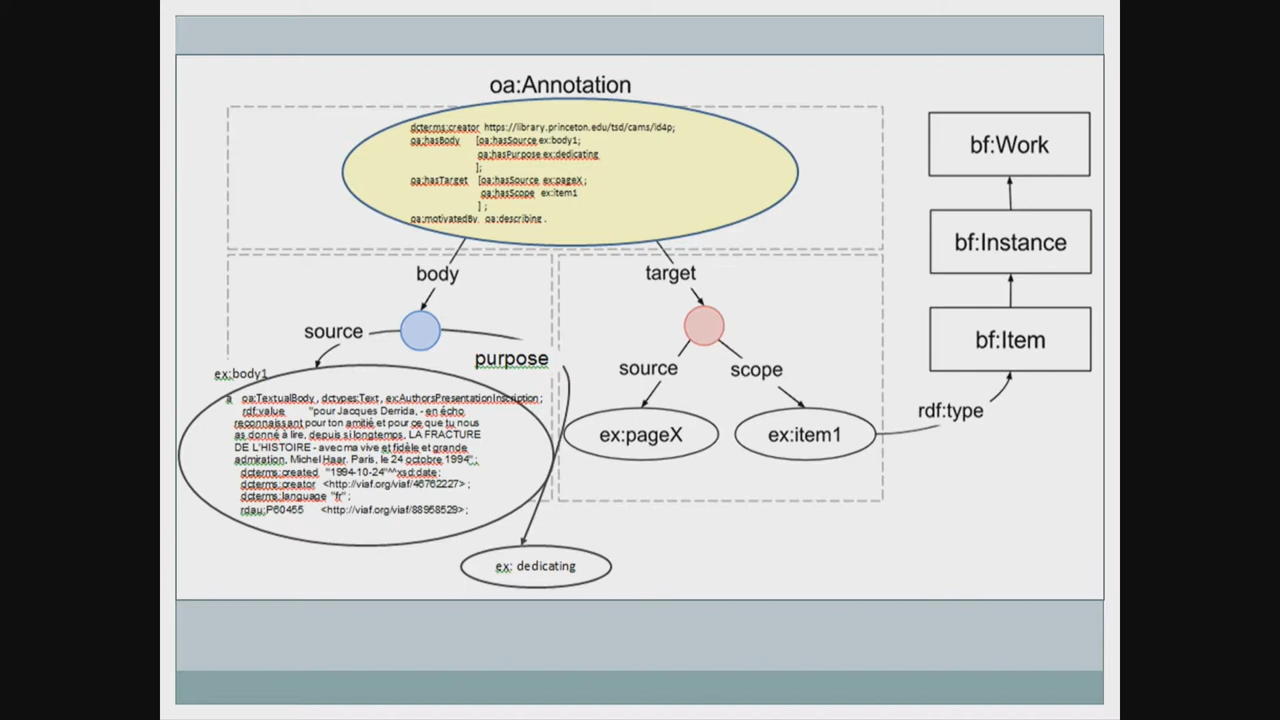 oa:Annotation
dcterms:creator https://library.princeton.edu/tsd/cams/id4p;
oa:hasBody [oa:hasSource ex:body1;
oa:hasPurpose ex:dedicating
];
oa:hasTarget [oa:hasSource ex:pageX;
oa:hasScope ex:item1
] ;
oa:motivatedBy oa:describing .
body
target
source
purpose
source
scope
ex:body1
a oa:TextualBody , dctypes:Text , ex:AuthorsPresentationInscription;
rdf:value "pour Jacques Derrida, - en écho
reconnaissant pour ton amitié et pour ce que tu nous
as donné à lire, depuis si longtemps, LA FRACTURE
DE L'HISTOIRE - avec ma vive et fidèle et grande
admiration, Michel Haar. Paris, le 24 octobre 1994";
dcterms:created "1994-10-24"^^xsd:date;
dcterms:creator <http://viaf.org/viaf/46762227> ;
dcterms:language "fr" ;
rdau:P60455 <http://viaf.org/viaf/88958529>;
ex: dedicating
ex:pageX
ex:item1
rdf:type
bf:Work
bf:Instance
bf:Item